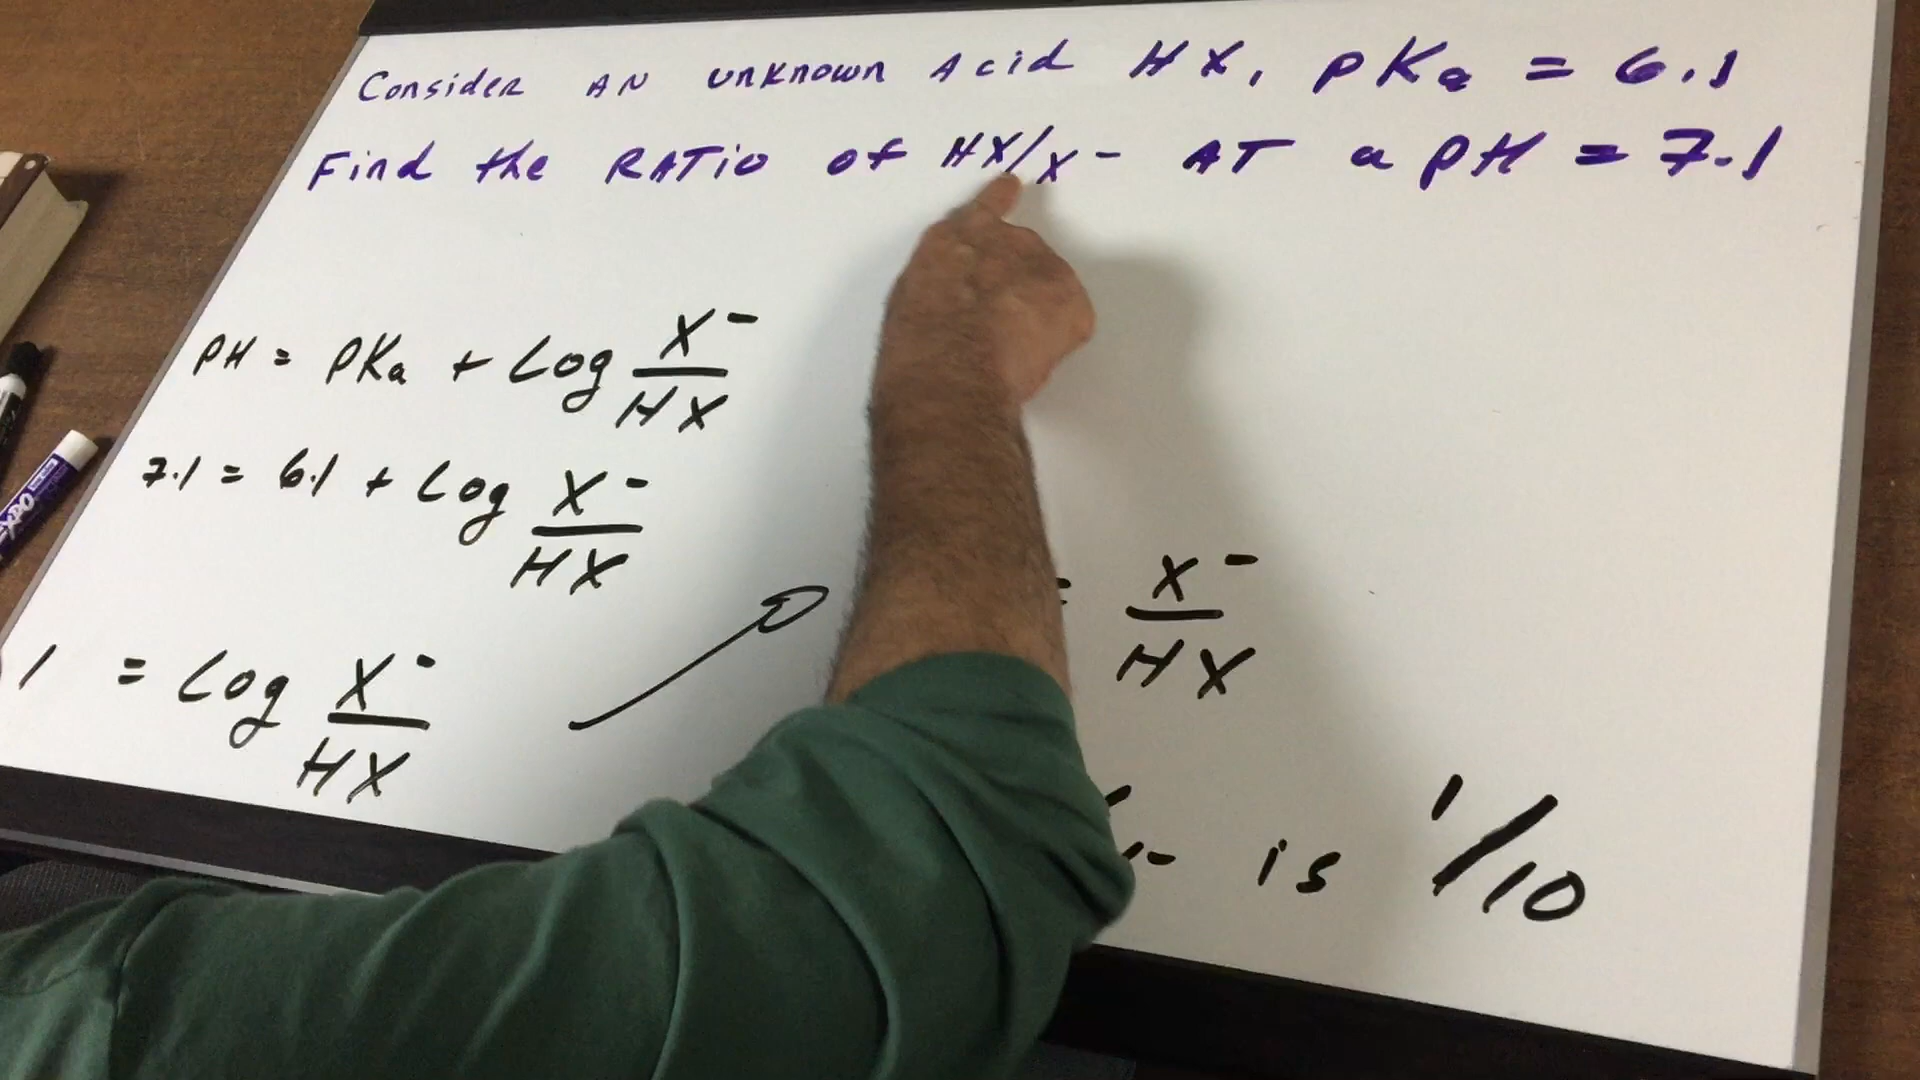 Consider AN unknown Acid HX, pKa = 6.1
Find the RATio of HX/X- AT a pH = 7.1
pH = pKa + Log X-
HX
7.1 = 6.1 + Log X-
HX
1 = Log X-
HX
= X-
HX
- is 1/10